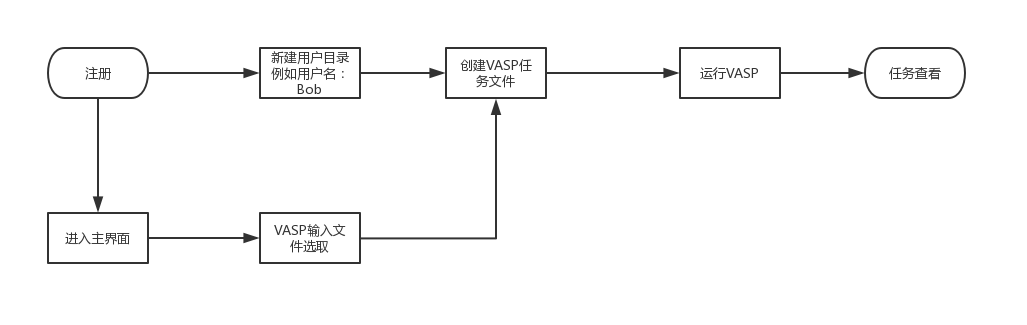 注册
新建用户目录
例如用户名：
Bob
创建VASP任
务文件
运行VASP
任务查看
进入主界面
VASP输入文
件选取